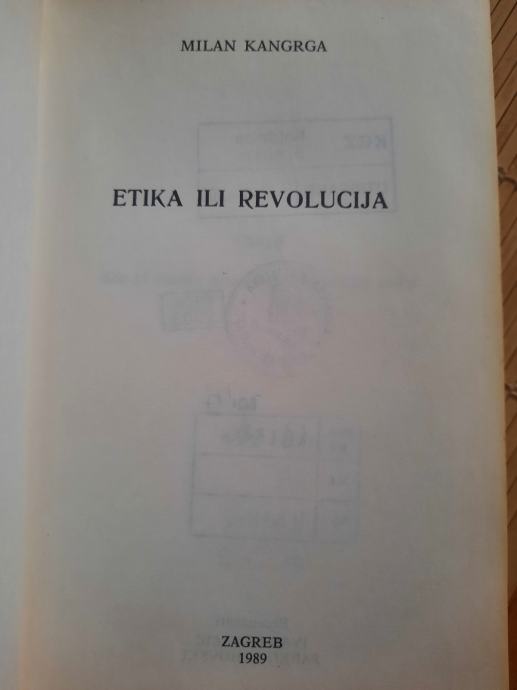 MILAN KANGRGA
ETIKA ILI REVOLUCIJA
ZAGREB
1989